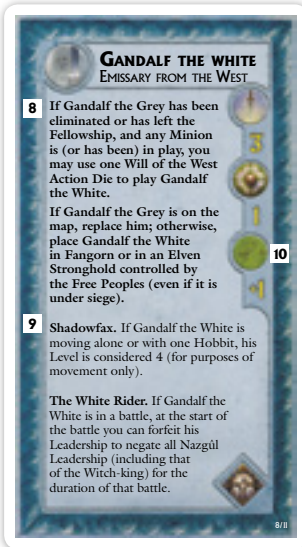 GANDALF THE WHITE
EMISSARY FROM THE WEST
8
If Gandalf the Grey has been
eliminated or has left the
Fellowship, and any Minion
is (or has been) in play, you
may use one Will of the West
Action Die to play Gandalf
the White.
If Gandalf the Grey is on the
map, replace him; otherwise,
place Gandalf the White
in Fangorn or in an Elven
Stronghold controlled by
the Free Peoples (even if it is
under siege).
3
1
10
+1
9
Shadowfax. If Gandalf the White is
moving alone or with one Hobbit, his
Level is considered 4 (for purposes of
movement only).
The White Rider. If Gandalf the
White is in a battle, at the start of
the battle you can forfeit his
Leadership to negate all Nazgûl
Leadership (including that
of the Witch-king) for the
duration of that battle.
8/II